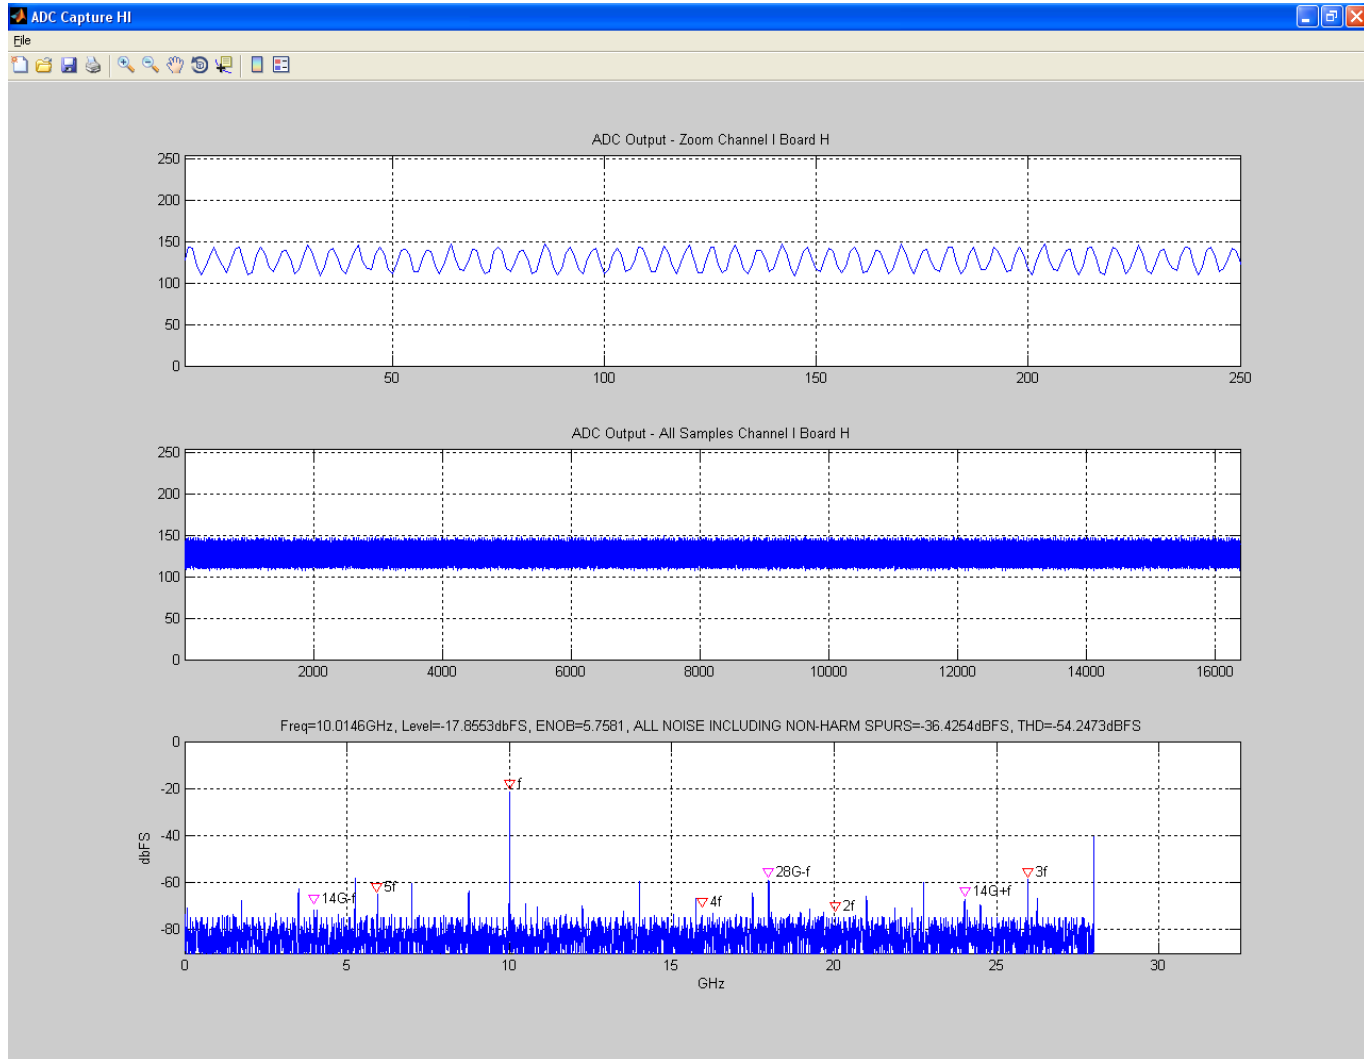 ADC Capture HI
File
ADC Output - Zoom Channel I Board H
250
200
150
100
50
0
50 100 150 200 250
ADC Output - All Samples Channel I Board H
250
200
150
100
50
0
2000 4000 6000 8000 10000 12000 14000 16000
Freq=10.0146GHz, Level=-17.8553dbFS, ENOB=5.7581, ALL NOISE INCLUDING NON-HARM SPURS=-36.4254dBFS, THD=-54.2473dBFS
dbFS
0
-20
-40
-60
-80
f
14G-f
5f
4f
28G-f
2f
14G+f
3f
0 5 10 15 20 25 30
GHz